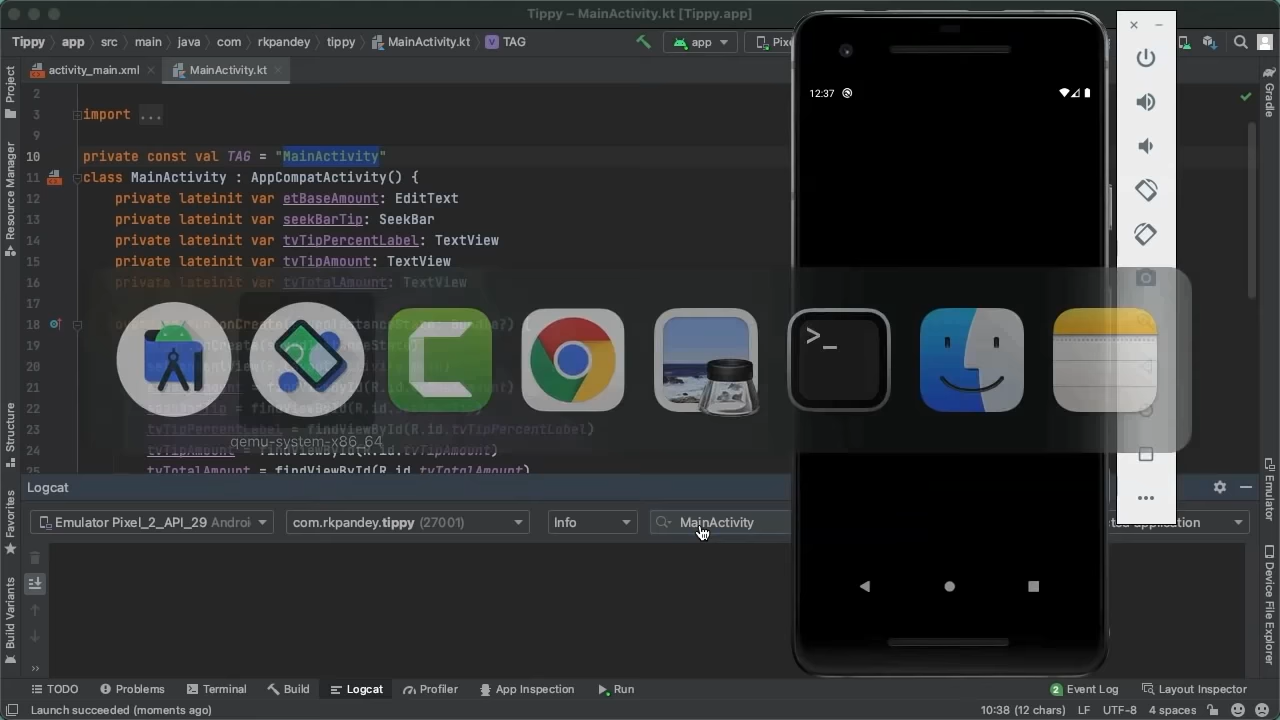 Tippy – MainActivity.kt [Tippy.app]
Tippy app src main java com rkpandey tippy MainActivity.kt TAG
app
Pix
activity_main.xml
MainActivity.kt
2
3 import ...
9
10 private const val TAG = "MainActivity"
11 class MainActivity : AppCompatActivity() {
12 private lateinit var etBaseAmount: EditText
13 private lateinit var seekBarTip: SeekBar
14 private lateinit var tvTipPercentLabel: TextView
15 private lateinit var tvTipAmount: TextView
16 private lateinit var tvTotalAmount: TextView
17
18
19
20
21
22
23 tvTipPercentLabel = findViewById(R.id.tvTipPercentLabel)
24 tvTipAmount = findViewById(R.id.tvTipAmount)
25 tvTotalAmount = findViewById(R.id.tvTotalAmount)
qemu-system-x86_64
12:37
Project
Resource Manager
Structure
Favorites
Build Variants
Gradle
Emulator
Device File Explorer
Logcat
Emulator Pixel_2_API_29 Androi
com.rkpandey.tippy (27001)
Info
MainActivity
application
TODO
Problems
Terminal
Build
Logcat
Profiler
App Inspection
Run
2 Event Log
Layout Inspector
Launch succeeded (moments ago)
10:38 (12 chars) LF UTF-8 4 spaces